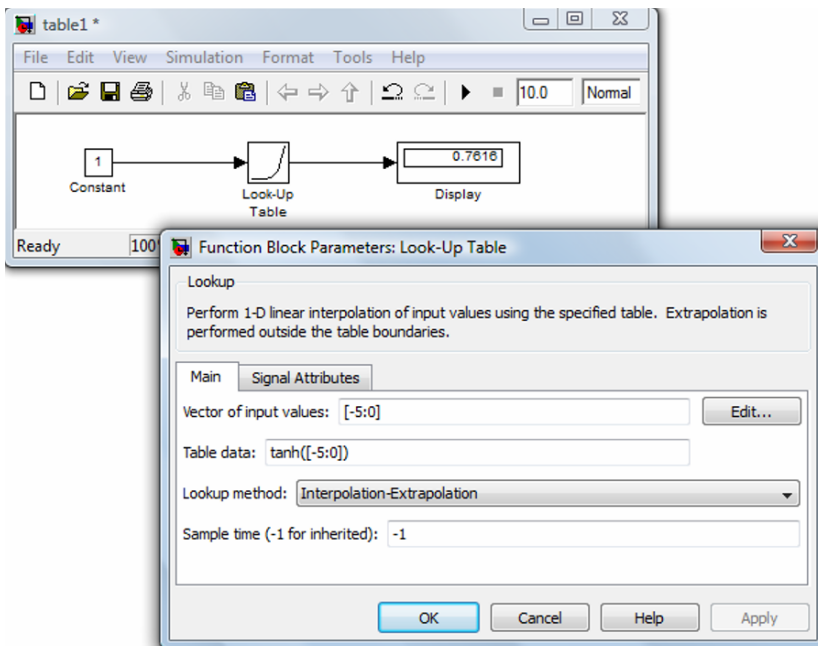 table1 *
File Edit View Simulation Format Tools Help
10.0 Normal
1
0.7616
Constant
Look-Up
Table
Display
Ready 100%
Function Block Parameters: Look-Up Table
Lookup
Perform 1-D linear interpolation of input values using the specified table. Extrapolation is
performed outside the table boundaries.
Main Signal Attributes
Vector of input values: [-5:0] Edit...
Table data: tanh([-5:0])
Lookup method: Interpolation-Extrapolation
Sample time (-1 for inherited): -1
OK Cancel Help Apply